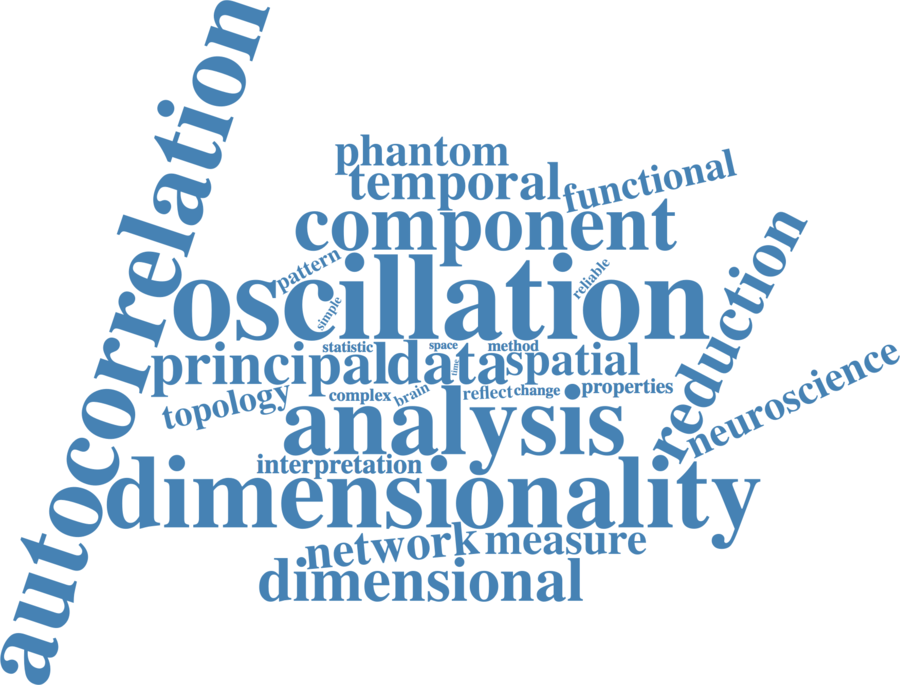 autocorrelation
phantom
temporal
functional
component
reduction
pattern
oscillation
reliable
simple
statistic
space
method
principal
data
time
spatial
neuroscience
topology
complex
brain
reflect
change
properties
analysis
interpretation
dimensionality
network
measure
dimensional